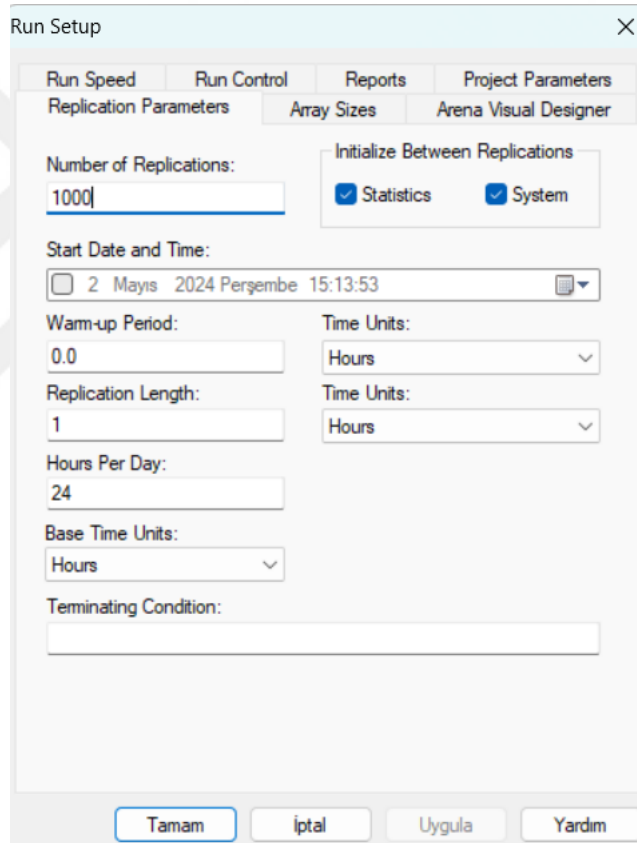 Run Setup
Run Speed Run Control Reports Project Parameters
Replication Parameters Array Sizes Arena Visual Designer
Number of Replications:
1000
Initialize Between Replications
Statistics System
Start Date and Time:
2 Mayıs 2024 Perşembe 15:13:53
Warm-up Period: Time Units:
0.0 Hours
Replication Length: Time Units:
1 Hours
Hours Per Day:
24
Base Time Units:
Hours
Terminating Condition:
Tamam İptal Uygula Yardım